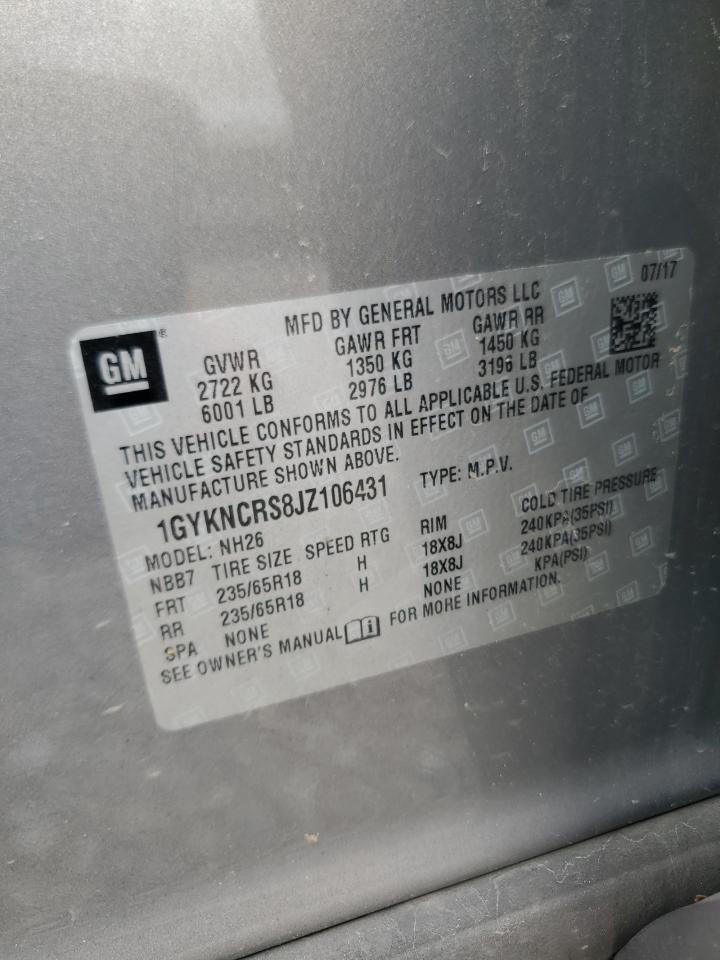 GM
07/17
MFD BY GENERAL MOTORS LLC
GVWR GAWR FRT GAWR RR
2722 KG 1350 KG 1450 KG
6001 LB 2976 LB 3196 LB
THIS VEHICLE CONFORMS TO ALL APPLICABLE U.S. FEDERAL MOTOR
VEHICLE SAFETY STANDARDS IN EFFECT ON THE DATE OF
MANUFACTURE SHOWN ABOVE.
1GYKNCRS8JZ106431 TYPE: M.P.V.
MODEL: NH26
NBB7 TIRE SIZE SPEED RTG RIM COLD TIRE PRESSURE
FRT 235/65R18 H 18X8J 240KPA(35PSI)
RR 235/65R18 H 18X8J 240KPA(35PSI)
SPA NONE NONE KPA(PSI)
SEE OWNER'S MANUAL FOR MORE INFORMATION.